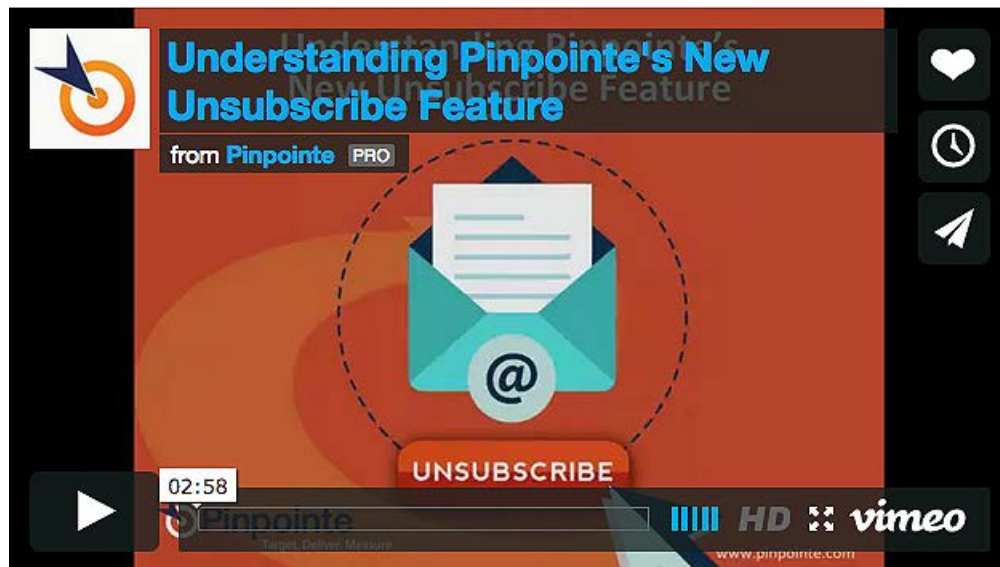 Understanding Pinpointe's New
Unsubscribe Feature
Understanding Pinpointe's
New Unsubscribe Feature
from Pinpointe PRO
@
UNSUBSCRIBE
02:58
Pinpointe
Target, Deliver, Measure
HD vimeo
www.pinpointe.com